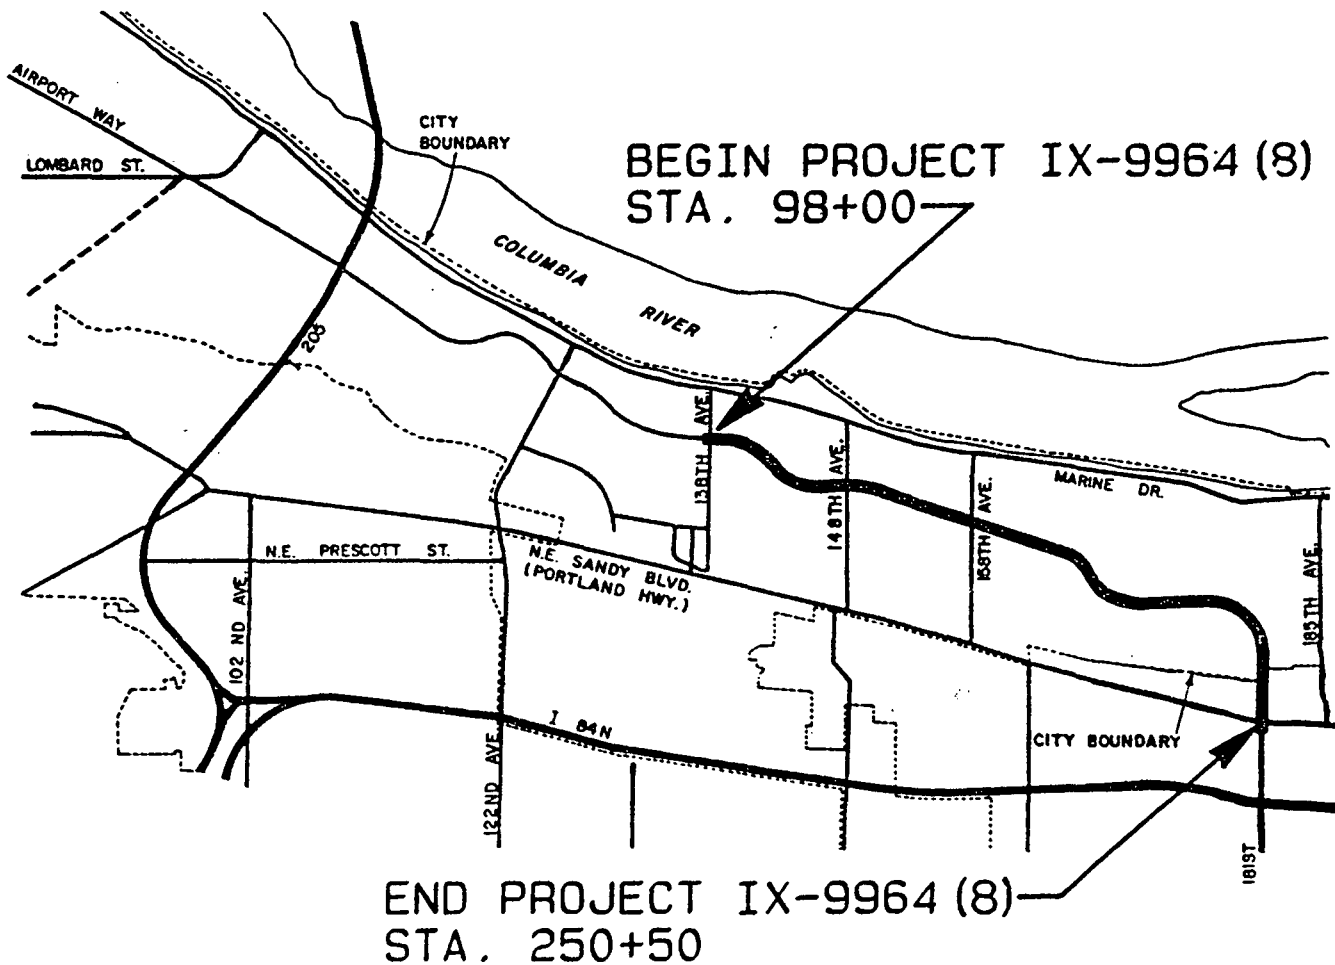 AIRPORT WAY
LOMBARD ST.
CITY
BOUNDARY
BEGIN PROJECT IX-9964 (8)
STA. 98+00
COLUMBIA
RIVER
205
138TH AVE.
148TH AVE.
158TH AVE.
MARINE DR.
185TH AVE.
N.E. PRESCOTT ST.
N.E. SANDY BLVD.
(PORTLAND HWY.)
102 ND AVE.
I 84N
122ND AVE.
CITY BOUNDARY
181ST
END PROJECT IX-9964 (8)
STA. 250+50